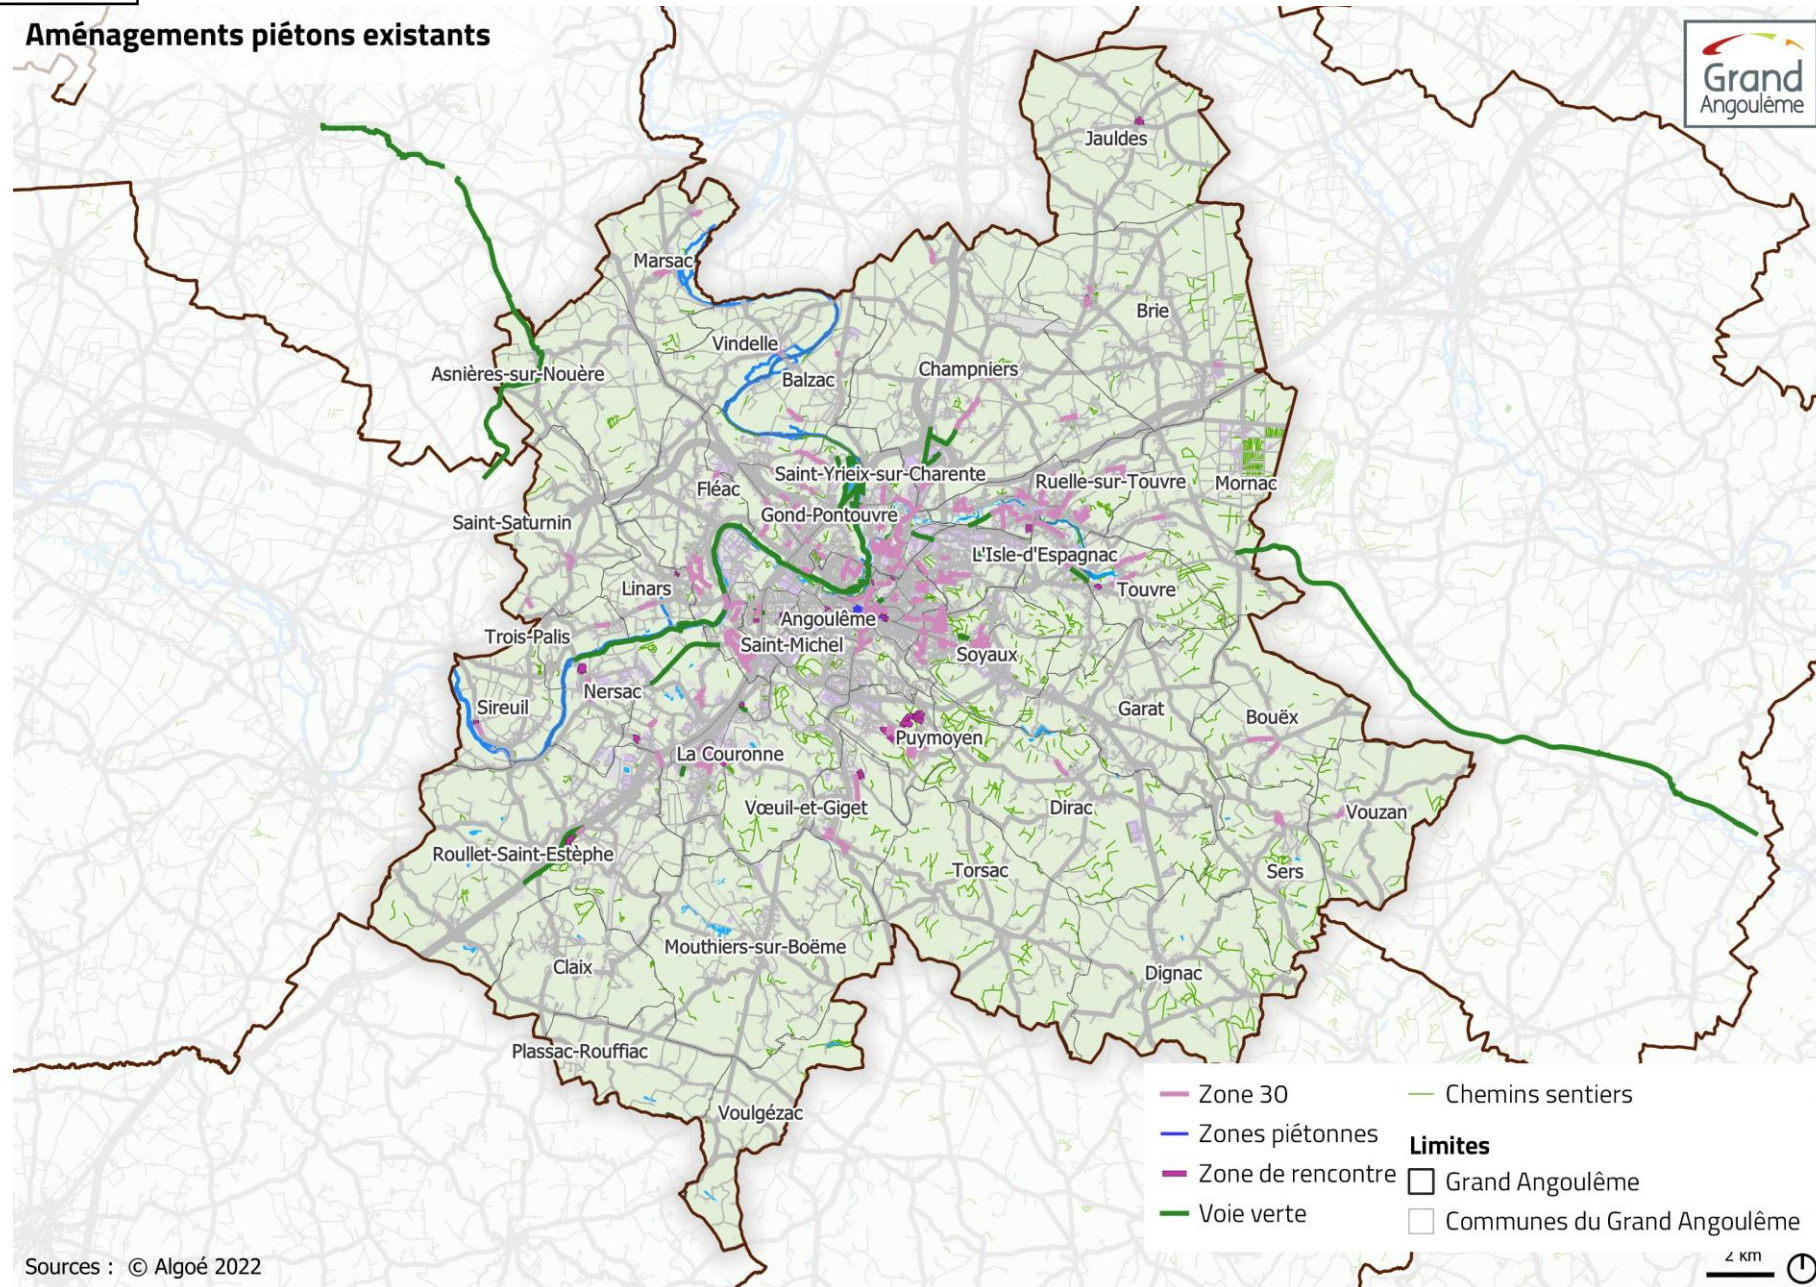 Aménagements piétons existants
Grand
Angoulême
Jauldes
Marsac
Brie
Vindelle
Asnières-sur-Nouère
Balzac
Champniers
Saint-Yrieix-sur-Charente
Ruelle-sur-Touvre
Mornac
Fléac
Gond-Pontouvre
Saint-Saturnin
L'Isle-d'Espagnac
Linars
Touvre
Angoulême
Trois-Palis
Saint-Michel
Soyaux
Nersac
Sireuil
Garat
Bouëx
Puymoyen
La Couronne
Vœuil-et-Giget
Dirac
Vouzan
Roullet-Saint-Estèphe
Torsac
Sers
Mouthiers-sur-Boëme
Claix
Dignac
Plassac-Rouffiac
Voulgézac
Zone 30
Zones piétonnes
Zone de rencontre
Voie verte
Chemins sentiers
Limites
Grand Angoulême
Communes du Grand Angoulême
2 km
Sources : © Algoé 2022